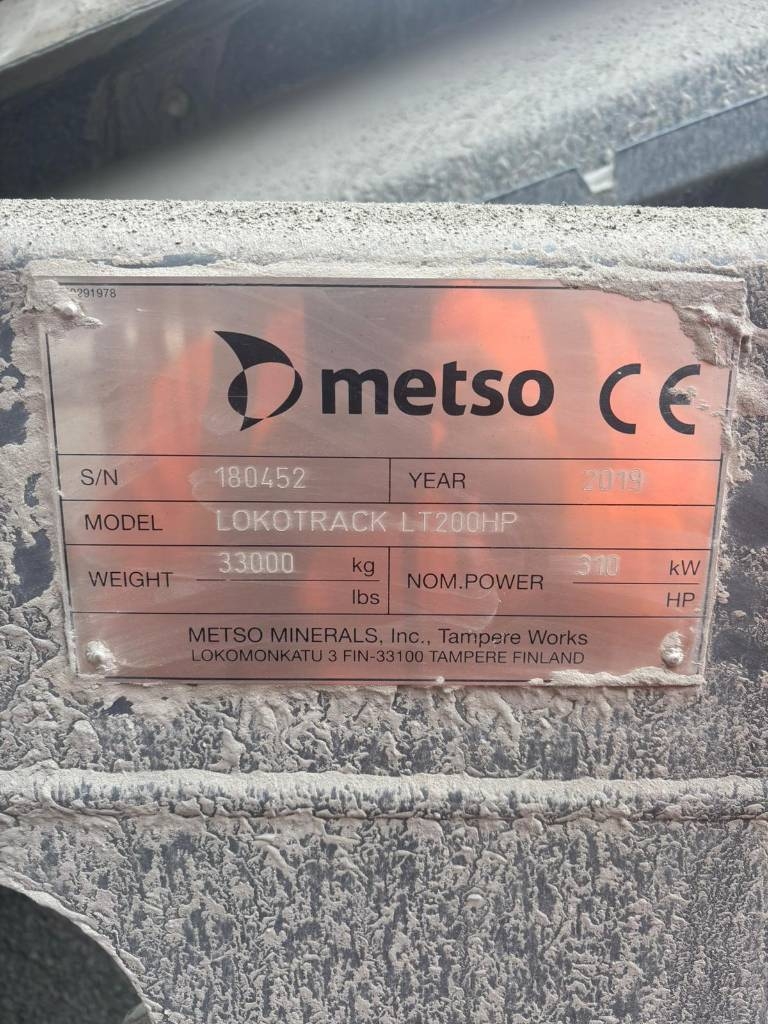 0291978
metso CE
S/N 180452 YEAR 2019
MODEL LOKOTRACK LT200HP
WEIGHT 33000 kg NOM.POWER 310 kW
lbs HP
METSO MINERALS, Inc., Tampere Works
LOKOMONKATU 3 FIN-33100 TAMPERE FINLAND